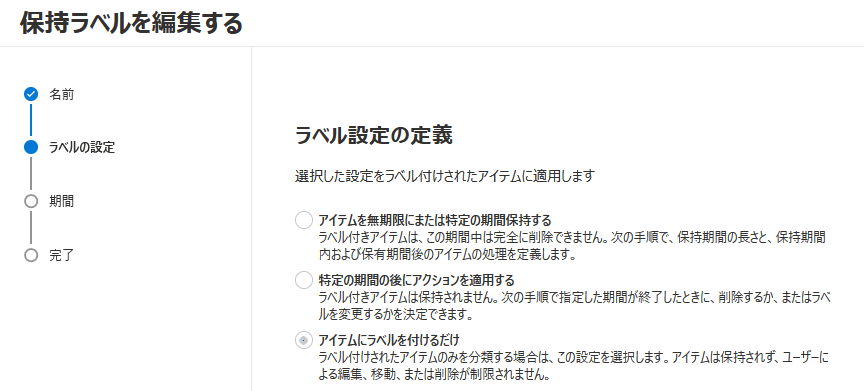 保持ラベルを編集する
名前
ラベルの設定
期間
完了
ラベル設定の定義
選択した設定をラベル付けされたアイテムに適用します
アイテムを無期限にまたは特定の期間保持する
ラベル付きアイテムは、この期間中は完全に削除できません。次の手順で、保持期間の長さと、保持期間
内および保有期間後のアイテムの処理を定義します。
特定の期間の後にアクションを適用する
ラベル付きアイテムは保持されません。次の手順で指定した期間が終了したときに、削除するか、またはラベ
ルを変更するかを決定できます。
アイテムにラベルを付けるだけ
ラベル付けされたアイテムのみを分類する場合は、この設定を選択します。アイテムは保持されず、ユーザーに
よる編集、移動、または削除が制限されません。